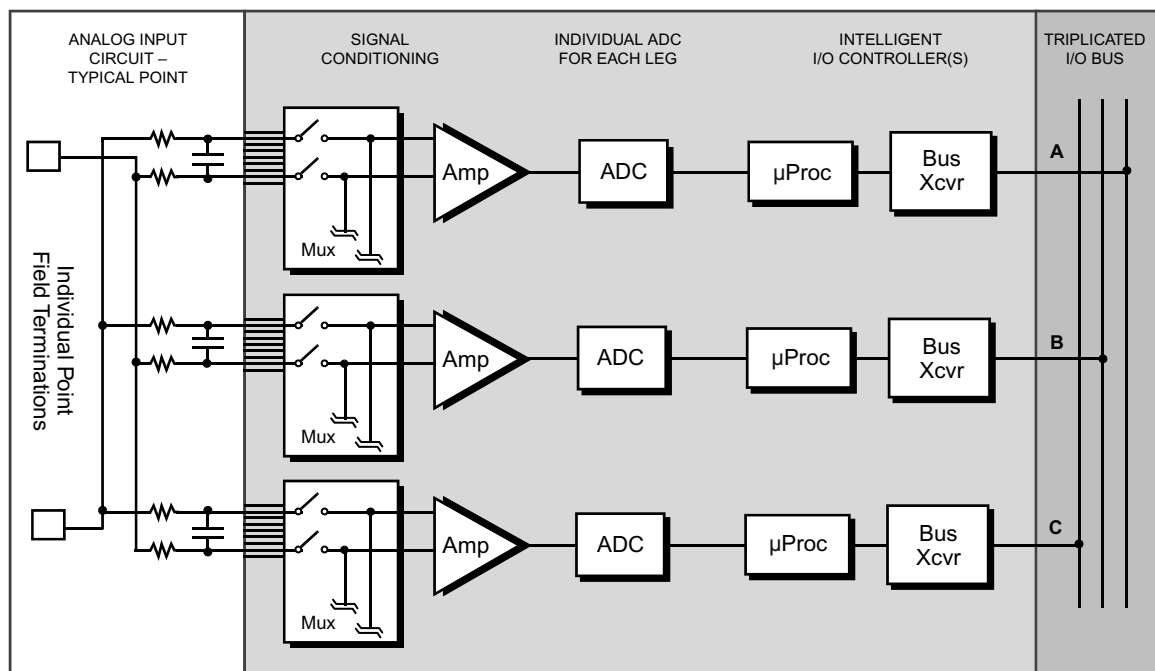 ANALOG INPUT
CIRCUIT –
TYPICAL POINT
SIGNAL
CONDITIONING
INDIVIDUAL ADC
FOR EACH LEG
INTELLIGENT
I/O CONTROLLER(S)
TRIPLICATED
I/O BUS
Individual Point
Field Terminations
Mux
Amp
ADC
µProc
Bus
Xcvr
A
Mux
Amp
ADC
µProc
Bus
Xcvr
B
Mux
Amp
ADC
µProc
Bus
Xcvr
C